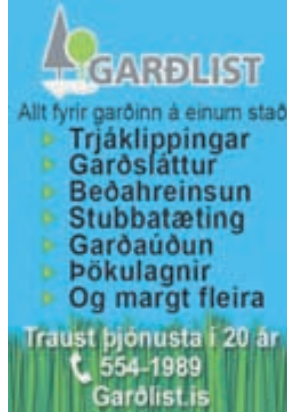 GARÐLIST
Allt fyrir garðinn á einum stað
Trjáklippingar
Garðsláttur
Beðahreinsun
Stubbatæting
Garðaúðun
Þökulagnir
Og margt fleira
Traust þjónusta í 20 ár
554-1989
Garðlist.is